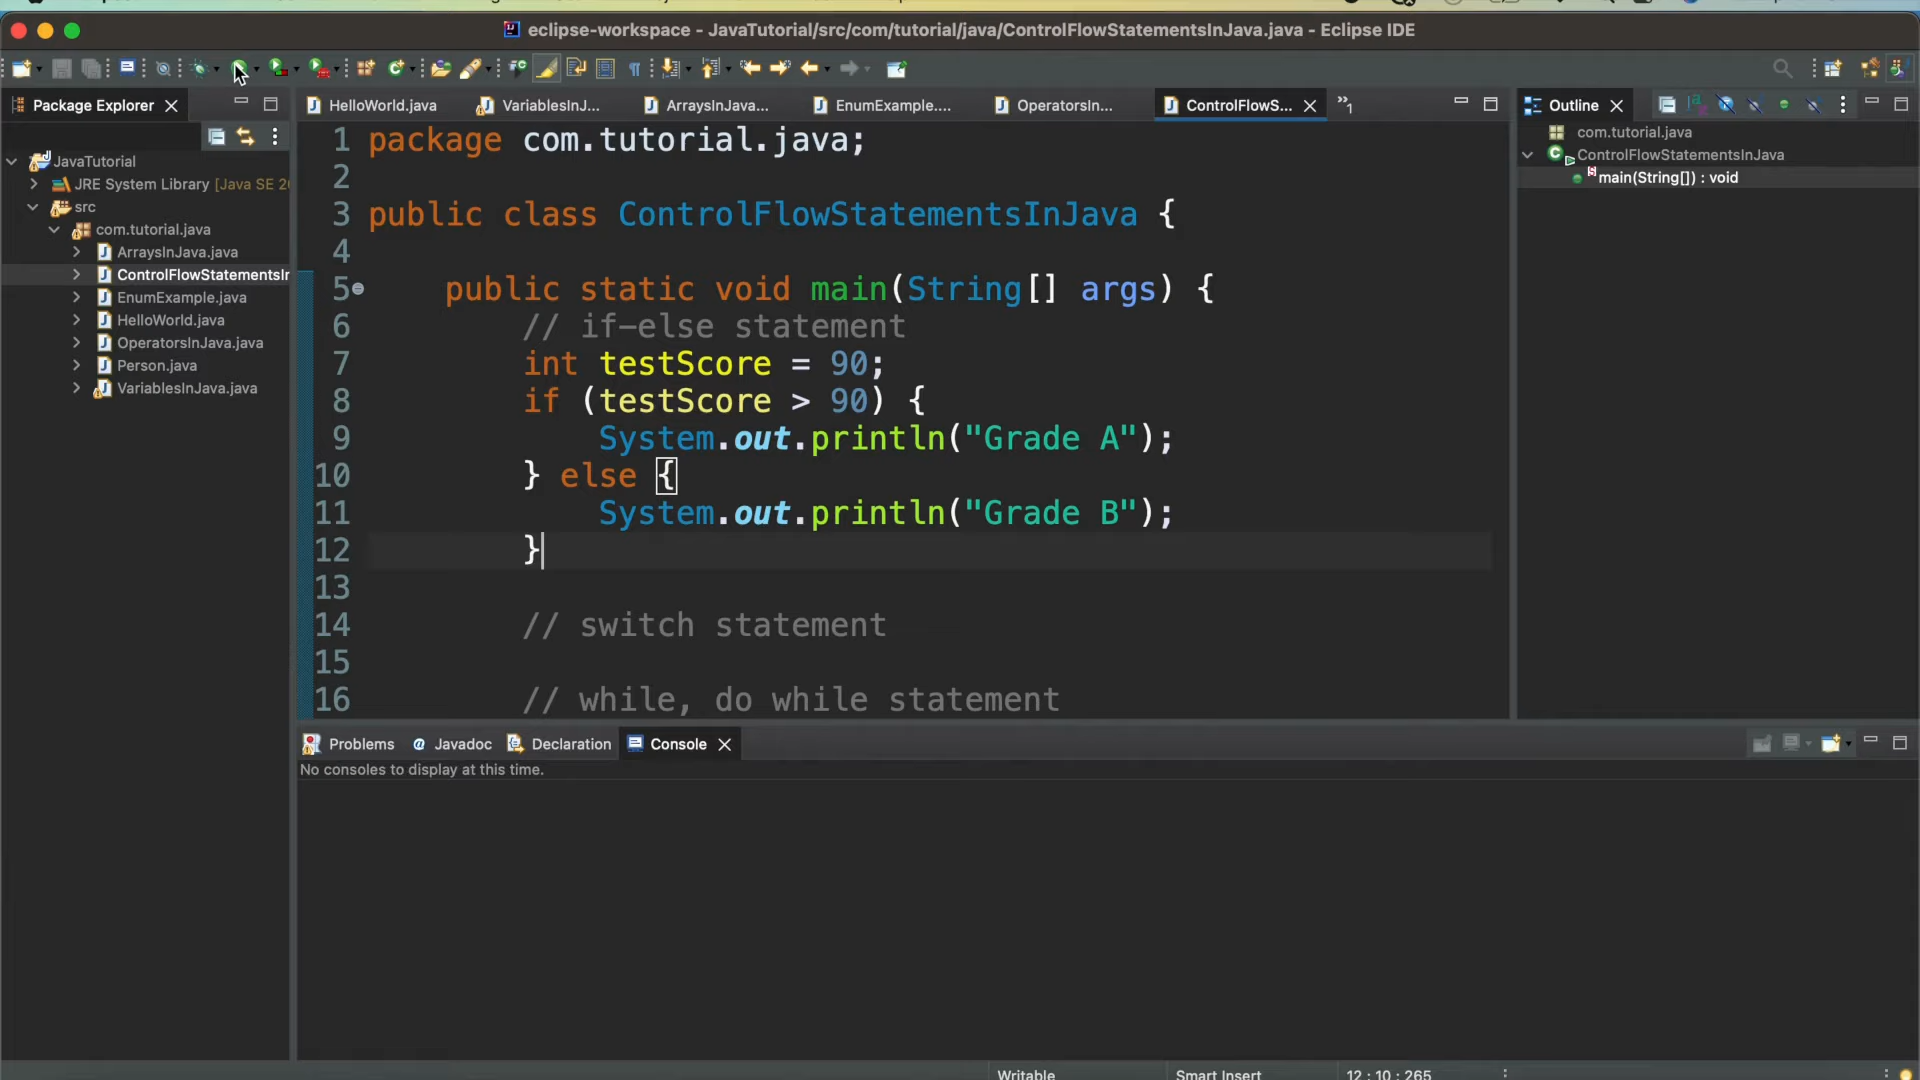 eclipse-workspace - JavaTutorial/src/com/tutorial/java/ControlFlowStatementsInJava.java - Eclipse IDE
Package Explorer
HelloWorld.java
VariablesInJ...
ArraysInJava...
EnumExample....
OperatorsIn...
ControlFlowS...
»1
Outline
JavaTutorial
JRE System Library [Java SE 2
src
com.tutorial.java
ArraysInJava.java
ControlFlowStatementsIn
EnumExample.java
HelloWorld.java
OperatorsInJava.java
Person.java
VariablesInJava.java
1 package com.tutorial.java;
2
3 public class ControlFlowStatementsInJava {
4
5 public static void main(String[] args) {
6 // if-else statement
7 int testScore = 90;
8 if (testScore > 90) {
9 System.out.println("Grade A");
10 } else {
11 System.out.println("Grade B");
12 }
13
14 // switch statement
15
16 // while, do while statement
com.tutorial.java
ControlFlowStatementsInJava
main(String[]) : void
Problems
@ Javadoc
Declaration
Console
No consoles to display at this time.
Writable
Smart Insert
12 : 10 : 265